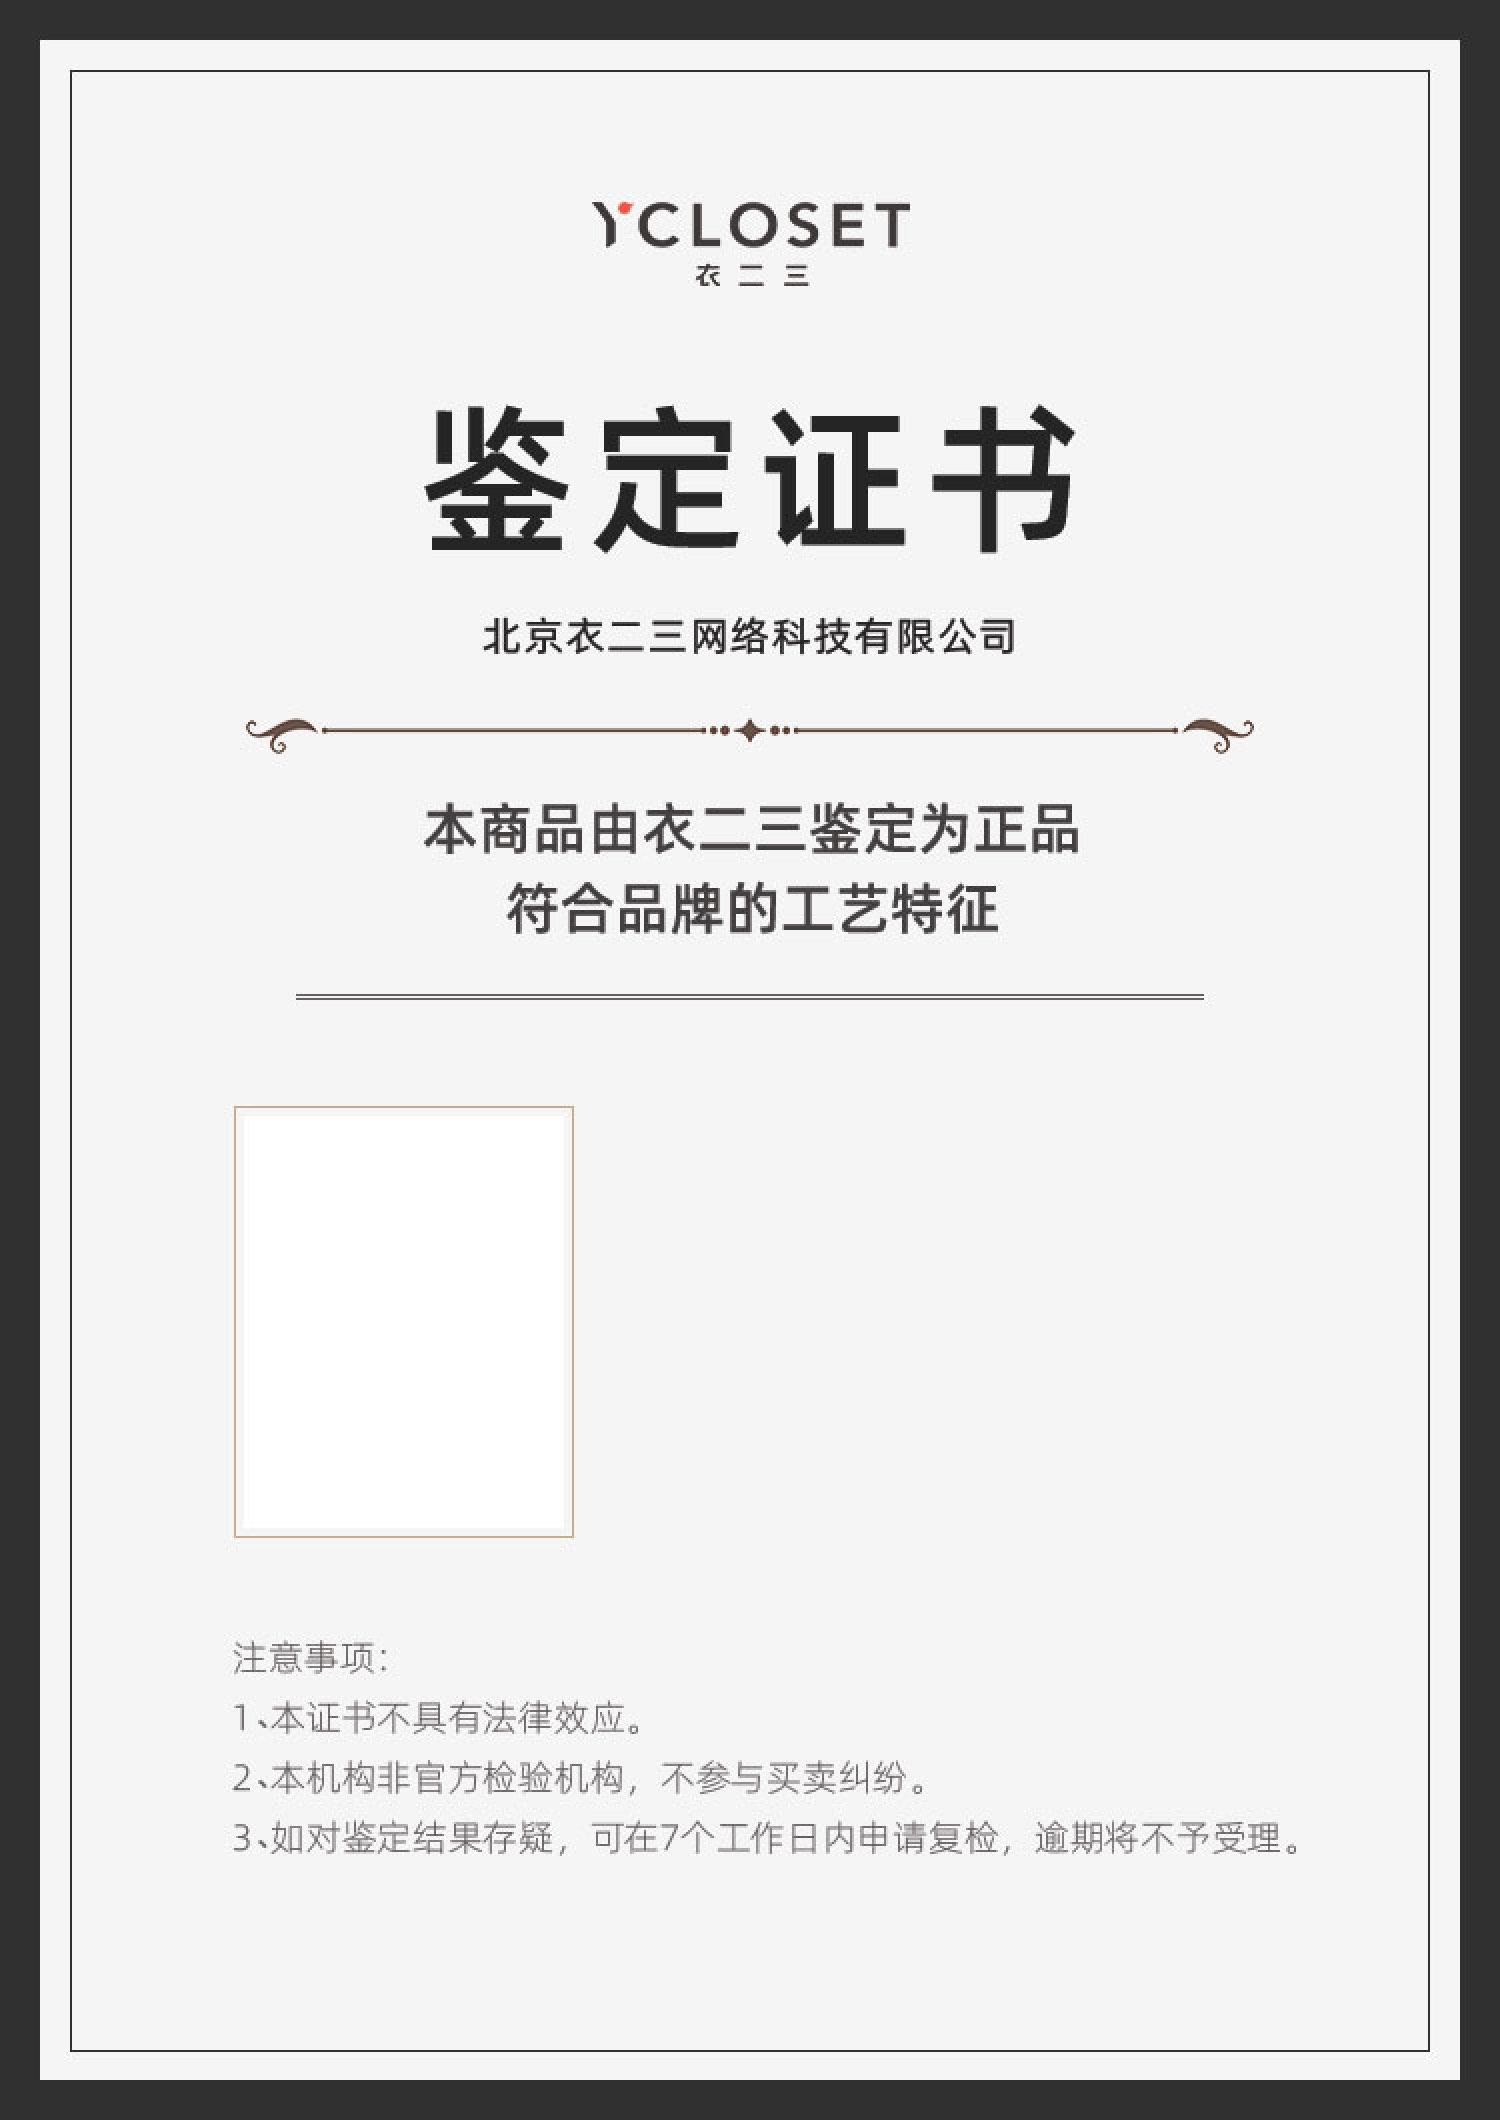 YCLOSET
衣二三
鉴定证书
北京衣二三网络科技有限公司
本商品由衣二三鉴定为正品
符合品牌的工艺特征
注意事项：
1、本证书不具有法律效应。
2、本机构非官方检验机构，不参与买卖纠纷。
3、如对鉴定结果存疑，可在7个工作日内申请复检，逾期将不予受理。